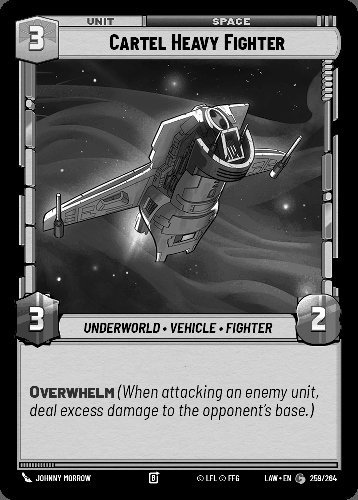 UNIT SPACE
3 CARTEL HEAVY FIGHTER
3 2
UNDERWORLD • VEHICLE • FIGHTER
OVERWHELM (When attacking an enemy unit,
deal excess damage to the opponent's base.)
JOHNNY MORROW © LFL © FFG LAW • EN C 259/264